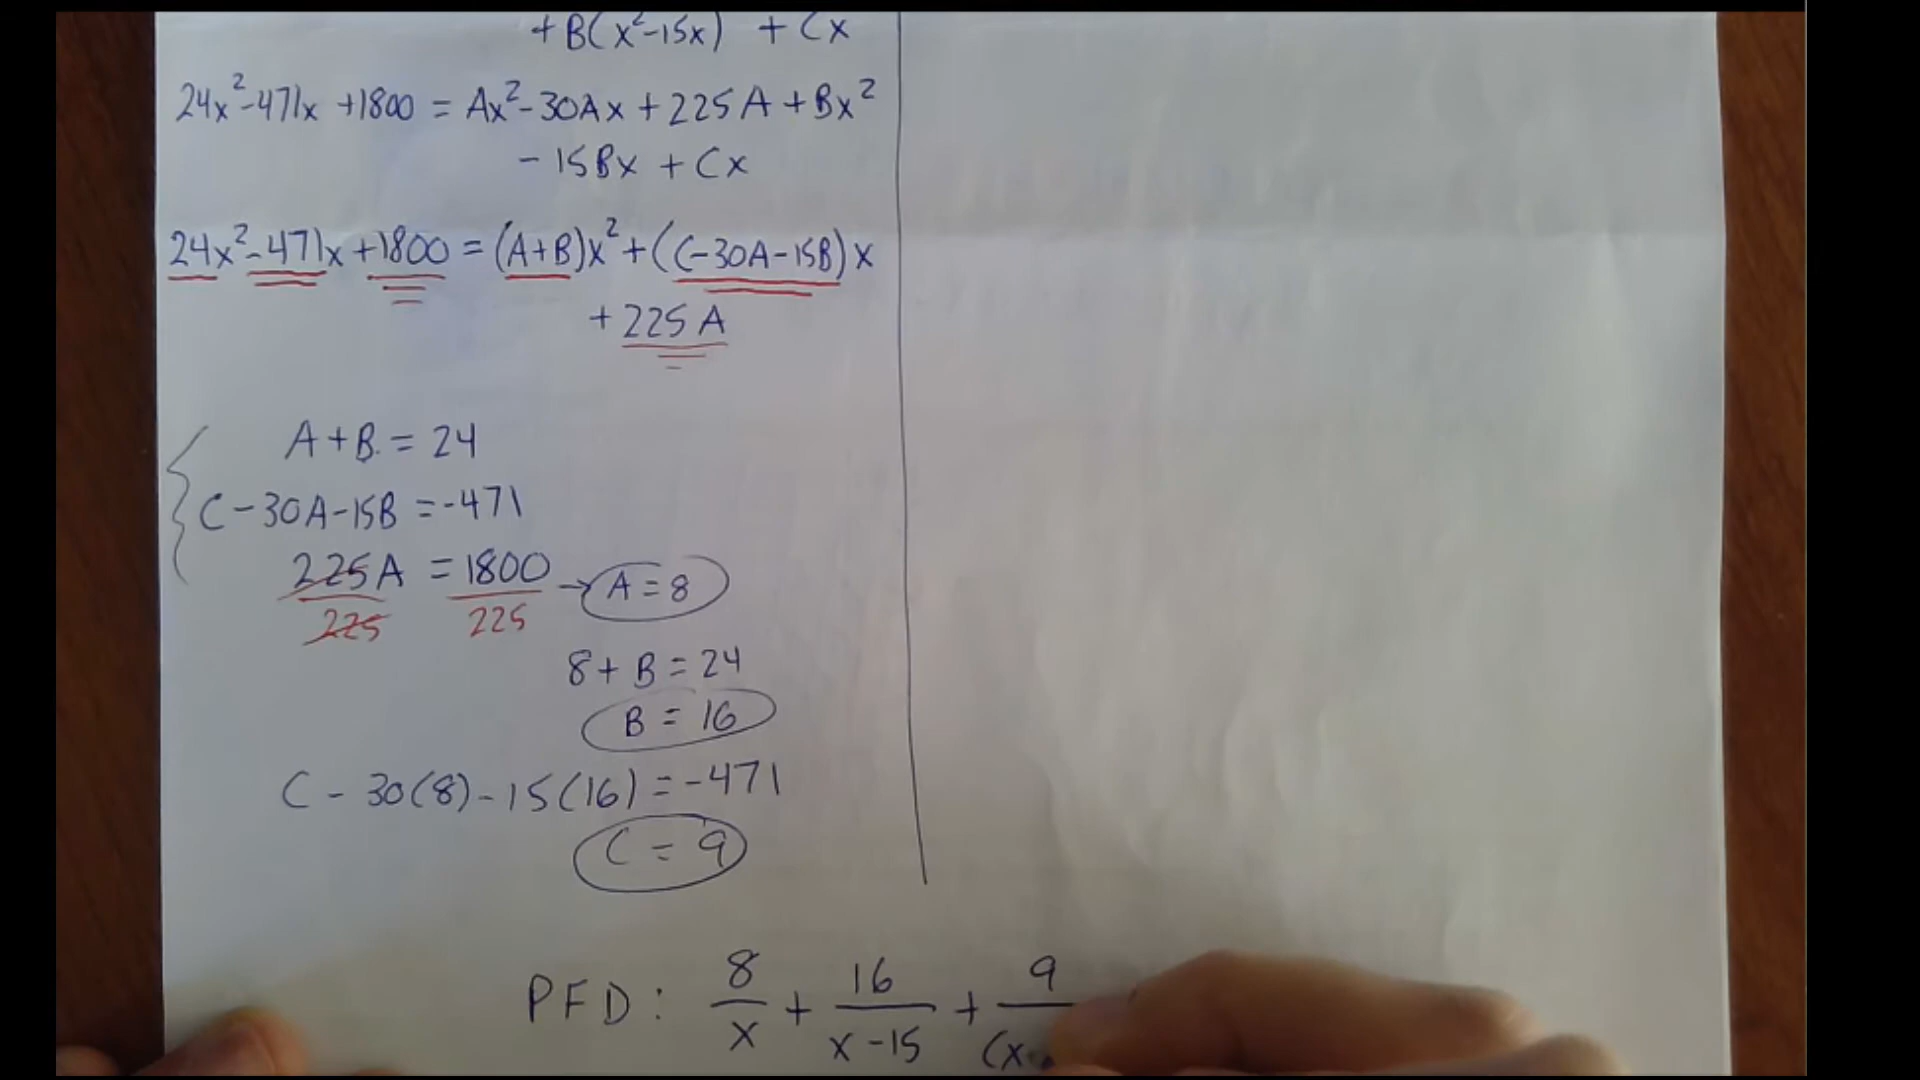 + B(x²-15x) + Cx
24x²-471x +1800 = Ax²-30Ax + 225A + Bx²
- 15Bx + Cx
24x²-471x +1800 = (A+B)x² + (C-30A-15B)x
+ 225A
A+B = 24
C-30A-15B = -471
225A = 1800 → A = 8
225 225
8 + B = 24
B = 16
C - 30(8) - 15(16) = -471
C = 9
8 16 9
PFD: + +
x x-15 (x